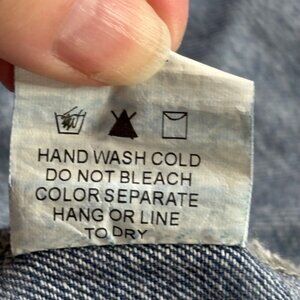 HAND WASH COLD
DO NOT BLEACH
COLOR SEPARATE
HANG OR LINE
TO DRY